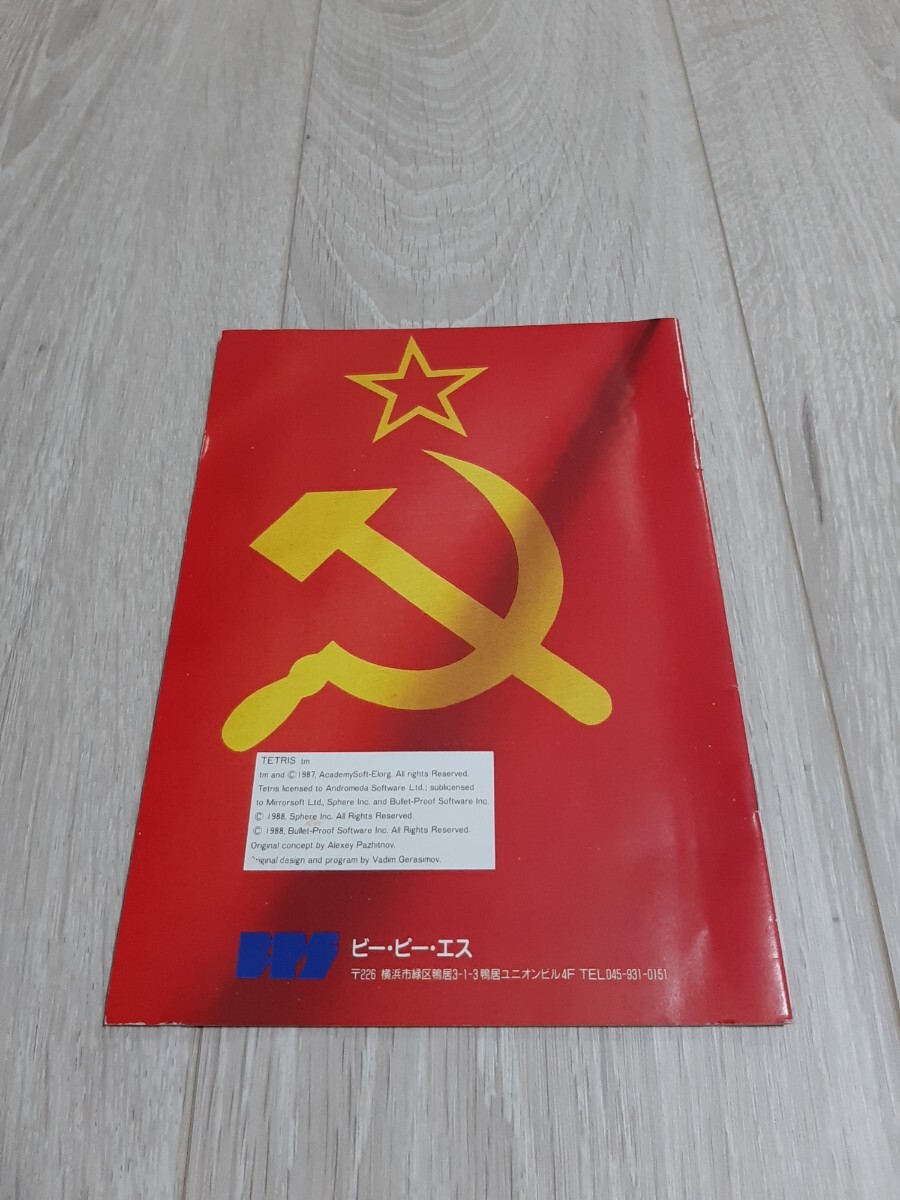 TETRIS tm
tm and ©1987, AcademySoft-Elorg. All rights Reserved.
Tetris licensed to Andromeda Software Ltd.; sublicensed
to Mirrorsoft Ltd., Sphere Inc. and Bullet-Proof Software Inc.
© 1988, Sphere Inc. All Rights Reserved.
© 1988, Bullet-Proof Software Inc. All Rights Reserved.
Original concept by Alexey Pazhitnov.
Original design and program by Vadim Gerasimov.
BPS ビー・ピー・エス
〒226 横浜市緑区鴨居3-1-3 鴨居ユニオンビル4F TEL.045-931-0151